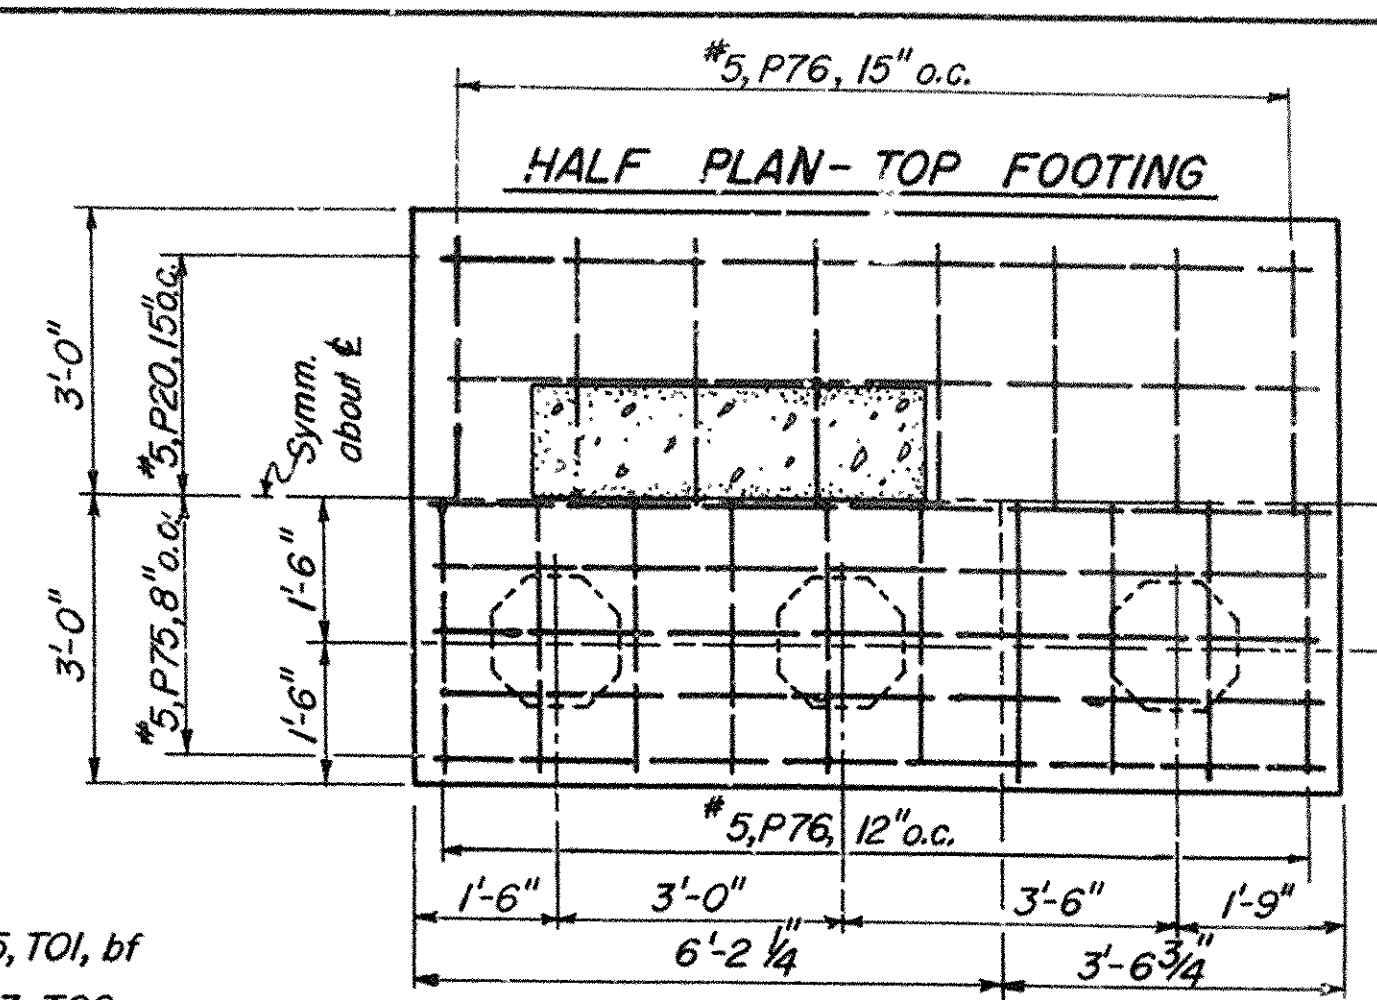 #5, P76, 15" o.c.
HALF PLAN - TOP FOOTING
3'-0"
#5, P20, 15" o.c.
Symm.
about ℄
3'-0"
#5, P75, 8" o.c.
1'-6"
1'-6"
#5, P76, 12" o.c.
1'-6"
3'-0"
3'-6"
1'-9"
6'-2 1/4"
3'-6 3/4"
5, TO1, bf